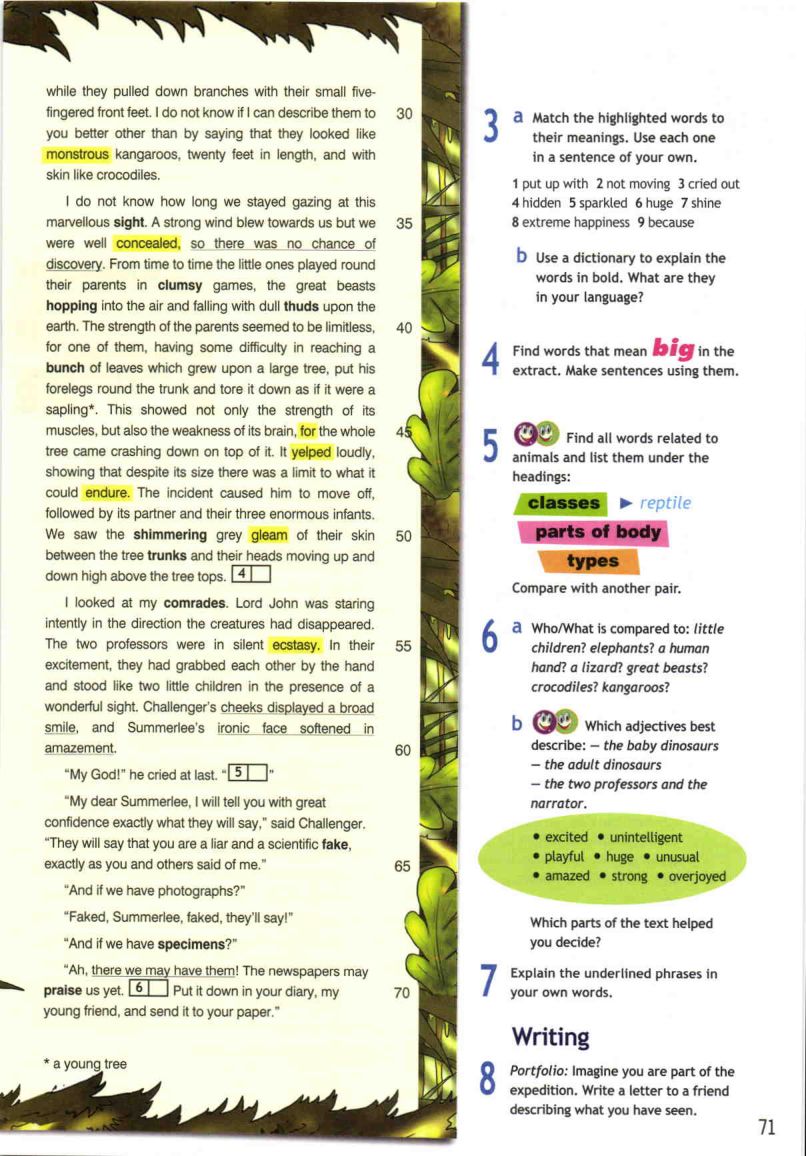 while they pulled down branches with their small five-
fingered front feet. I do not know if I can describe them to
30
you better other than by saying that they looked like
monstrous kangaroos, twenty feet in length, and with
skin like crocodiles.
I do not know how long we stayed gazing at this
marvellous sight. A strong wind blew towards us but we
35
were well concealed, so there was no chance of
discovery. From time to time the little ones played round
their parents in clumsy games, the great beasts
hopping into the air and falling with dull thuds upon the
earth. The strength of the parents seemed to be limitless,
40
for one of them, having some difficulty in reaching a
bunch of leaves which grew upon a large tree, put his
forelegs round the trunk and tore it down as if it were a
sapling*. This showed not only the strength of its
muscles, but also the weakness of its brain, for the whole
45
tree came crashing down on top of it. It yelped loudly,
showing that despite its size there was a limit to what it
could endure. The incident caused him to move off,
followed by its partner and their three enormous infants.
We saw the shimmering grey gleam of their skin
50
between the tree trunks and their heads moving up and
down high above the tree tops. 4
I looked at my comrades. Lord John was staring
intently in the direction the creatures had disappeared.
The two professors were in silent ecstasy. In their
55
excitement, they had grabbed each other by the hand
and stood like two little children in the presence of a
wonderful sight. Challenger's cheeks displayed a broad
smile, and Summerlee's ironic face softened in
amazement.
60
"My God!" he cried at last. "5"
"My dear Summerlee, I will tell you with great
confidence exactly what they will say," said Challenger.
"They will say that you are a liar and a scientific fake,
exactly as you and others said of me."
65
"And if we have photographs?"
"Faked, Summerlee, faked, they'll say!"
"And if we have specimens?"
"Ah, there we may have them! The newspapers may
praise us yet. 6 Put it down in your diary, my
70
young friend, and send it to your paper."
* a young tree
3 a Match the highlighted words to
their meanings. Use each one
in a sentence of your own.
1 put up with 2 not moving 3 cried out
4 hidden 5 sparkled 6 huge 7 shine
8 extreme happiness 9 because
b Use a dictionary to explain the
words in bold. What are they
in your language?
4 Find words that mean big in the
extract. Make sentences using them.
5 Find all words related to
animals and list them under the
headings:
classes ► reptile
parts of body
types
Compare with another pair.
6 a Who/What is compared to: little
children? elephants? a human
hand? a lizard? great beasts?
crocodiles? kangaroos?
b Which adjectives best
describe: – the baby dinosaurs
– the adult dinosaurs
– the two professors and the
narrator.
• excited • unintelligent
• playful • huge • unusual
• amazed • strong • overjoyed
Which parts of the text helped
you decide?
7 Explain the underlined phrases in
your own words.
Writing
8 Portfolio: Imagine you are part of the
expedition. Write a letter to a friend
describing what you have seen.
71